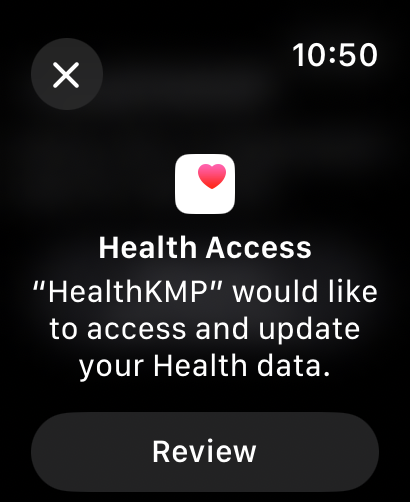 10:50
Health Access
“HealthKMP” would like
to access and update
your Health data.
Review